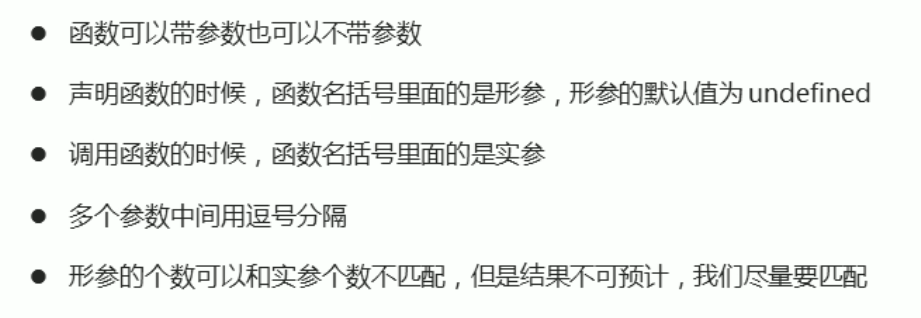 ● 函数可以带参数也可以不带参数
● 声明函数的时候，函数名括号里面的是形参，形参的默认值为 undefined
● 调用函数的时候，函数名括号里面的是实参
● 多个参数中间用逗号分隔
● 形参的个数可以和实参个数不匹配，但是结果不可预计，我们尽量要匹配